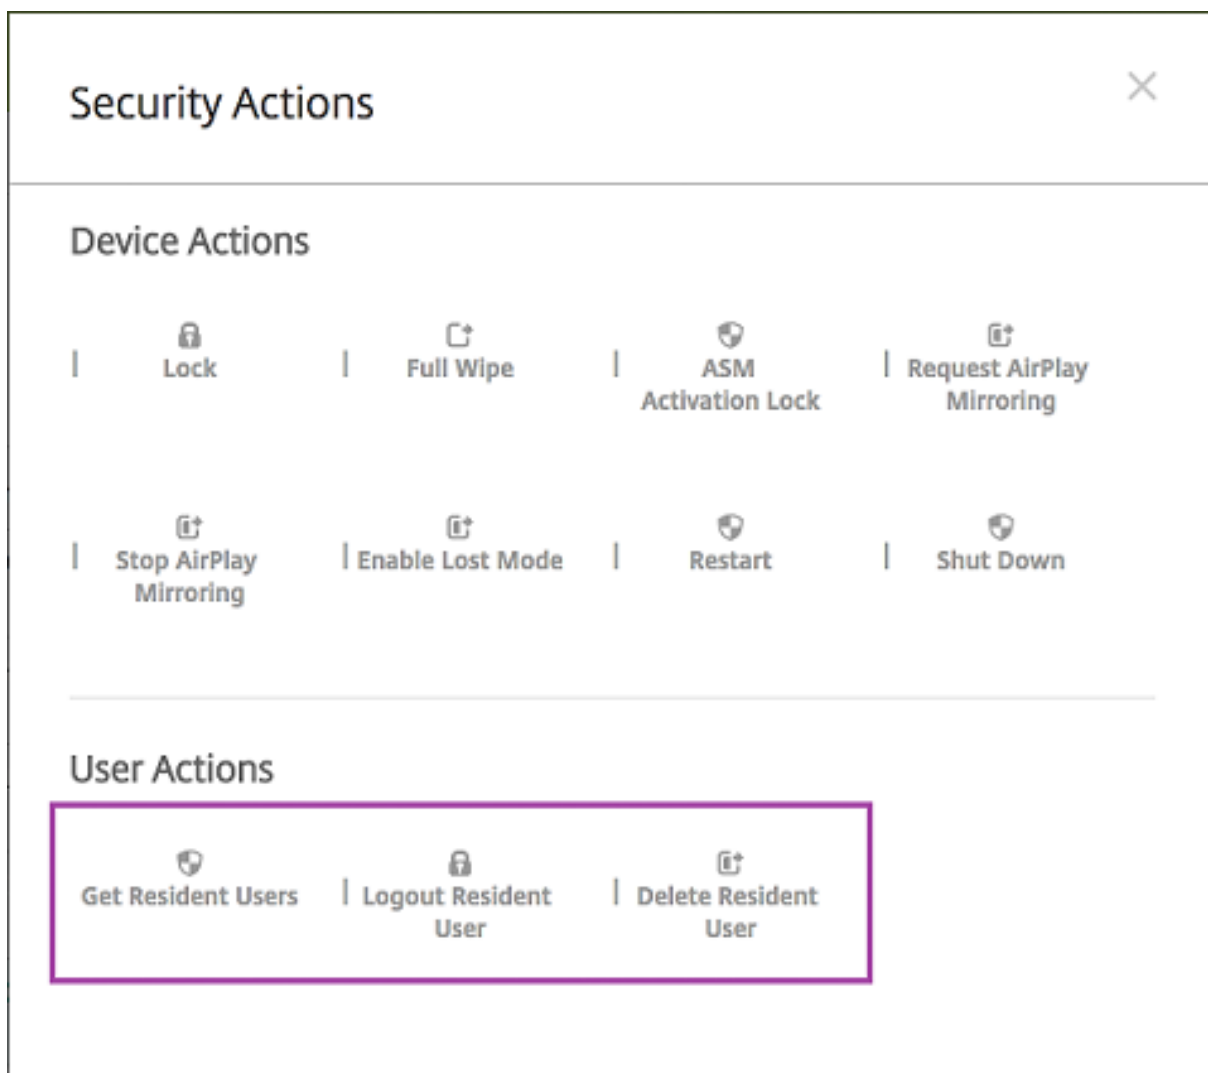 Security Actions
Device Actions
Lock
Full Wipe
ASM
Activation Lock
Request AirPlay
Mirroring
Stop AirPlay
Mirroring
Enable Lost Mode
Restart
Shut Down
User Actions
Get Resident Users
Logout Resident
User
Delete Resident
User